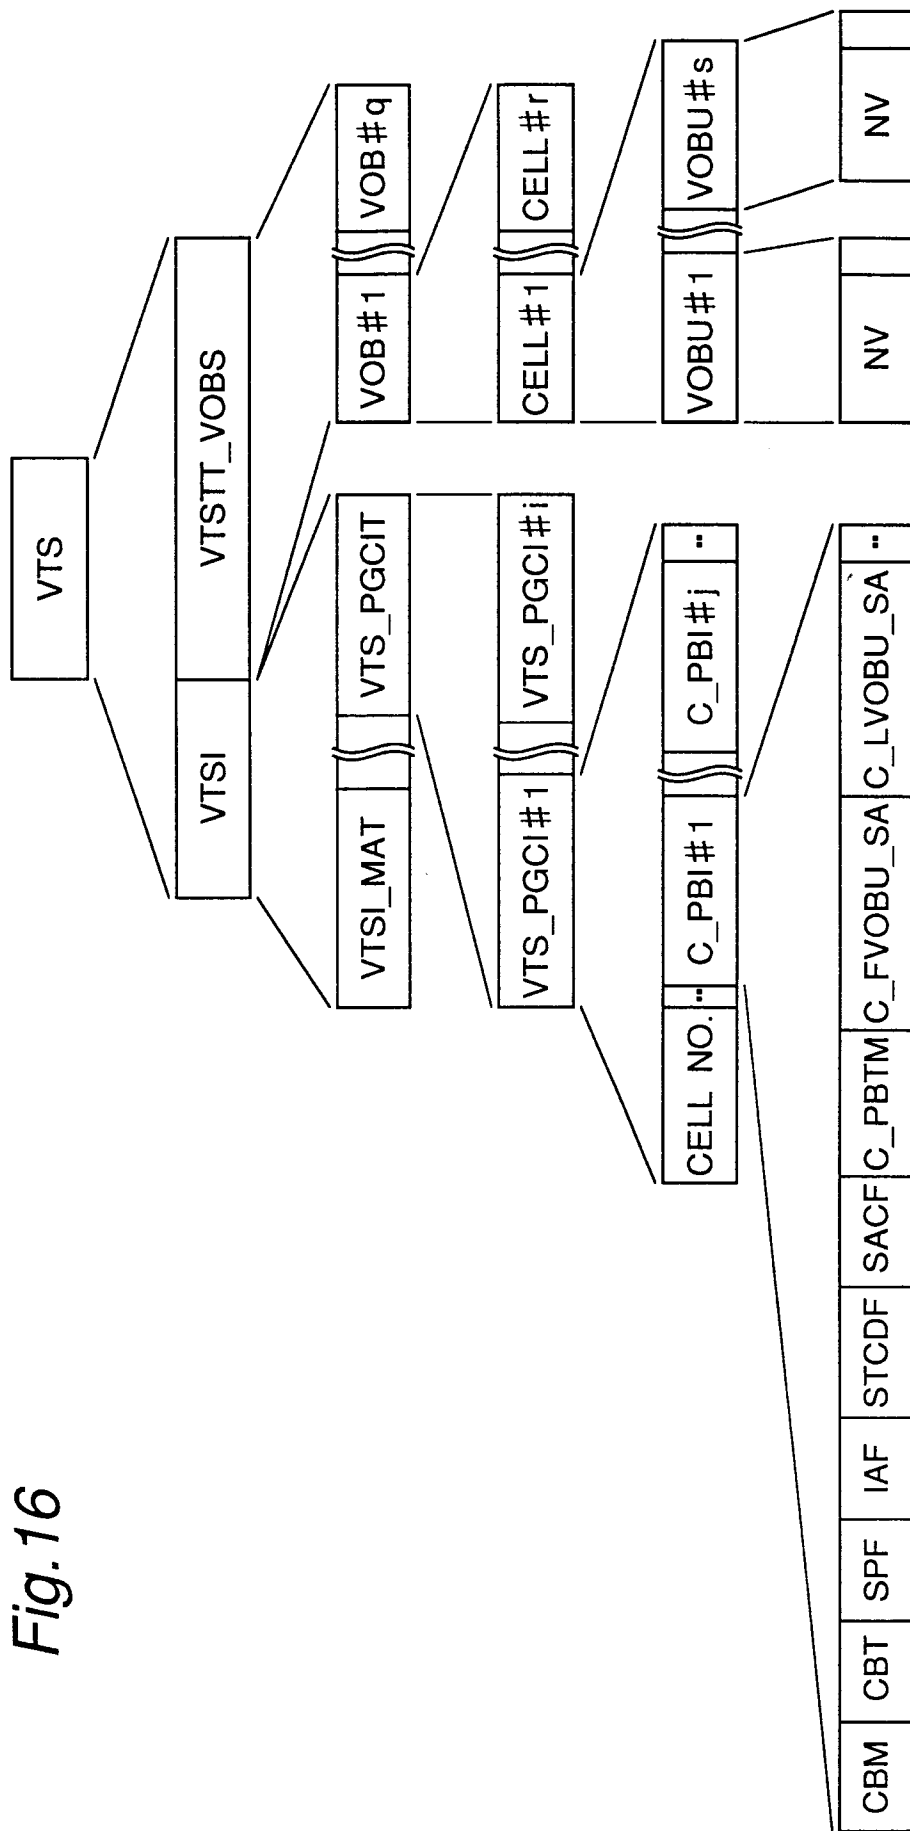 Fig.16
VTS
VTSI VTSTT_VOBS
VTSI_MAT VTS_PGCIT VOB#1 VOB#q
VTS_PGCI#1 VTS_PGCI#i CELL#1 CELL#r
CELL NO. ·· C_PBI#1 C_PBI#j ·· VOBU#1 VOBU#s
CBM CBT SPF IAF STCDF SACF C_PBTM C_FVOBU_SA C_LVOBU_SA ·· NV NV